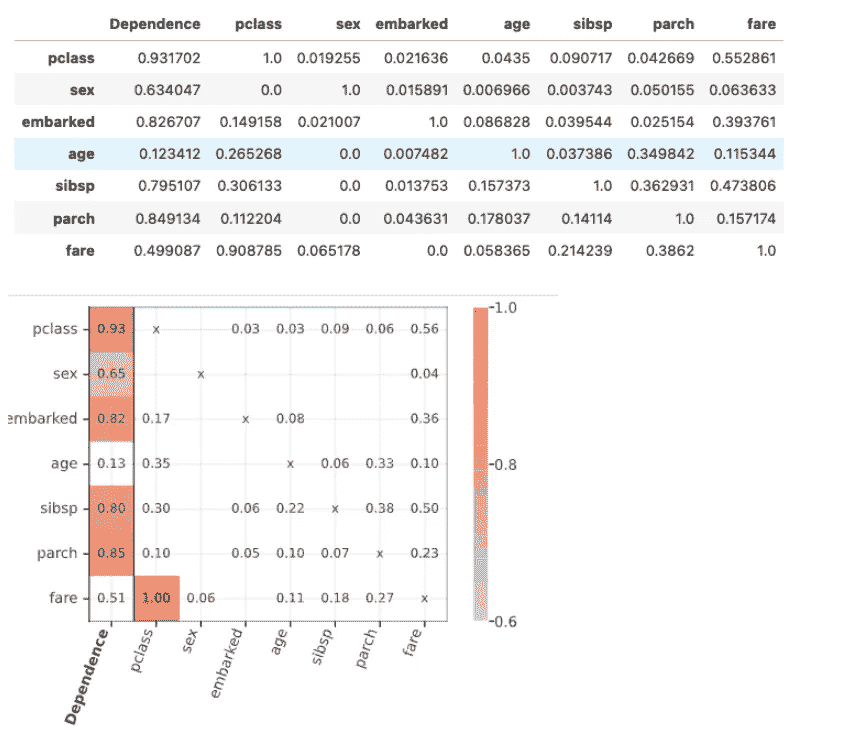 Dependence pclass sex embarked age sibsp parch fare
pclass 0.931702 1.0 0.019255 0.021636 0.0435 0.090717 0.042669 0.552861
sex 0.634047 0.0 1.0 0.015891 0.006966 0.003743 0.050155 0.063633
embarked 0.826707 0.149158 0.021007 1.0 0.086828 0.039544 0.025154 0.393761
age 0.123412 0.265268 0.0 0.007482 1.0 0.037386 0.349842 0.115344
sibsp 0.795107 0.306133 0.0 0.013753 0.157373 1.0 0.362931 0.473806
parch 0.849134 0.112204 0.0 0.043631 0.178037 0.14114 1.0 0.157174
fare 0.499087 0.908785 0.065178 0.0 0.058365 0.214239 0.3862 1.0
1.0
pclass 0.93 x 0.03 0.03 0.09 0.06 0.56
sex 0.65 x 0.04
embarked 0.82 0.17 x 0.08 0.36
age 0.13 0.35 x 0.06 0.33 0.10
0.8
sibsp 0.80 0.30 0.06 0.22 x 0.38 0.50
parch 0.85 0.10 0.05 0.10 0.07 x 0.23
fare 0.51 1.00 0.06 0.11 0.18 0.27 x
0.6
Dependence pclass sex embarked age sibsp parch fare